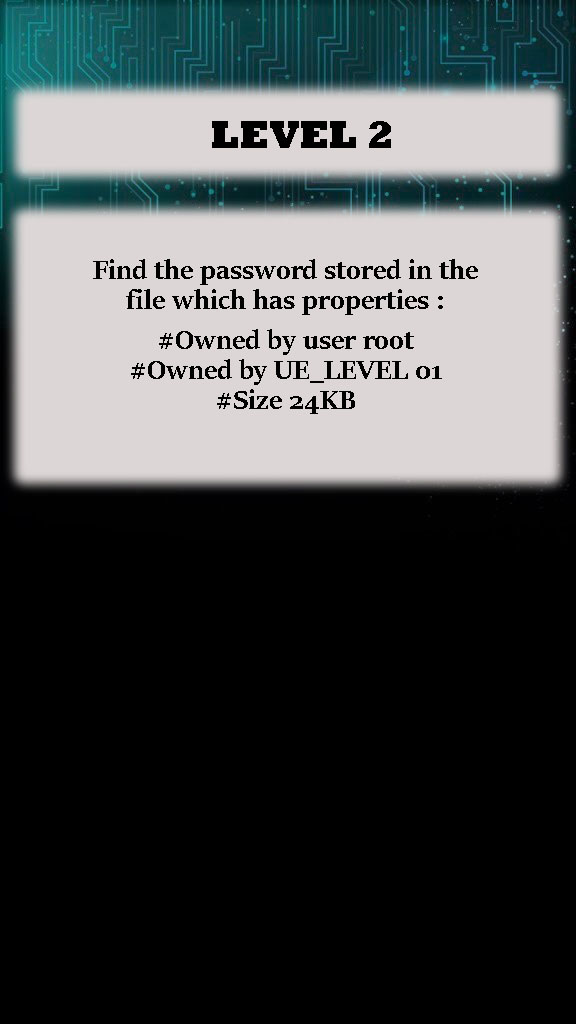 LEVEL 2
Find the password stored in the
file which has properties :
#Owned by user root
#Owned by UE_LEVEL 01
#Size 24KB